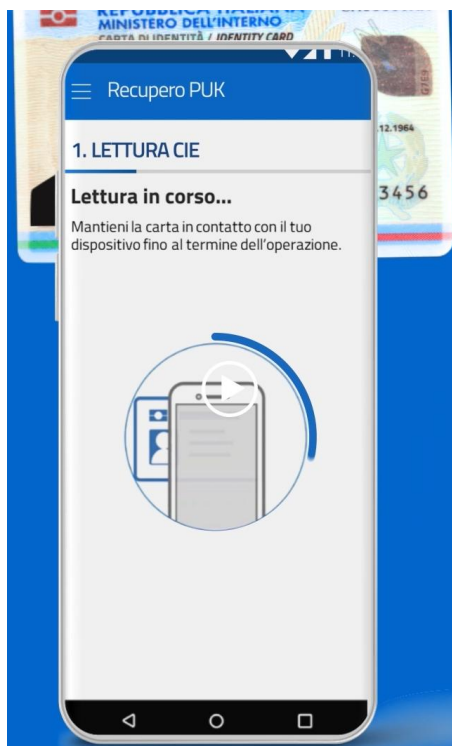 REPUBBLICA ITALIANA
MINISTERO DELL'INTERNO
CARTA DI IDENTITÀ / IDENTITY CARD
Recupero PUK
.12.1964
1. LETTURA CIE
3456
Lettura in corso...
Mantieni la carta in contatto con il tuo
dispositivo fino al termine dell'operazione.